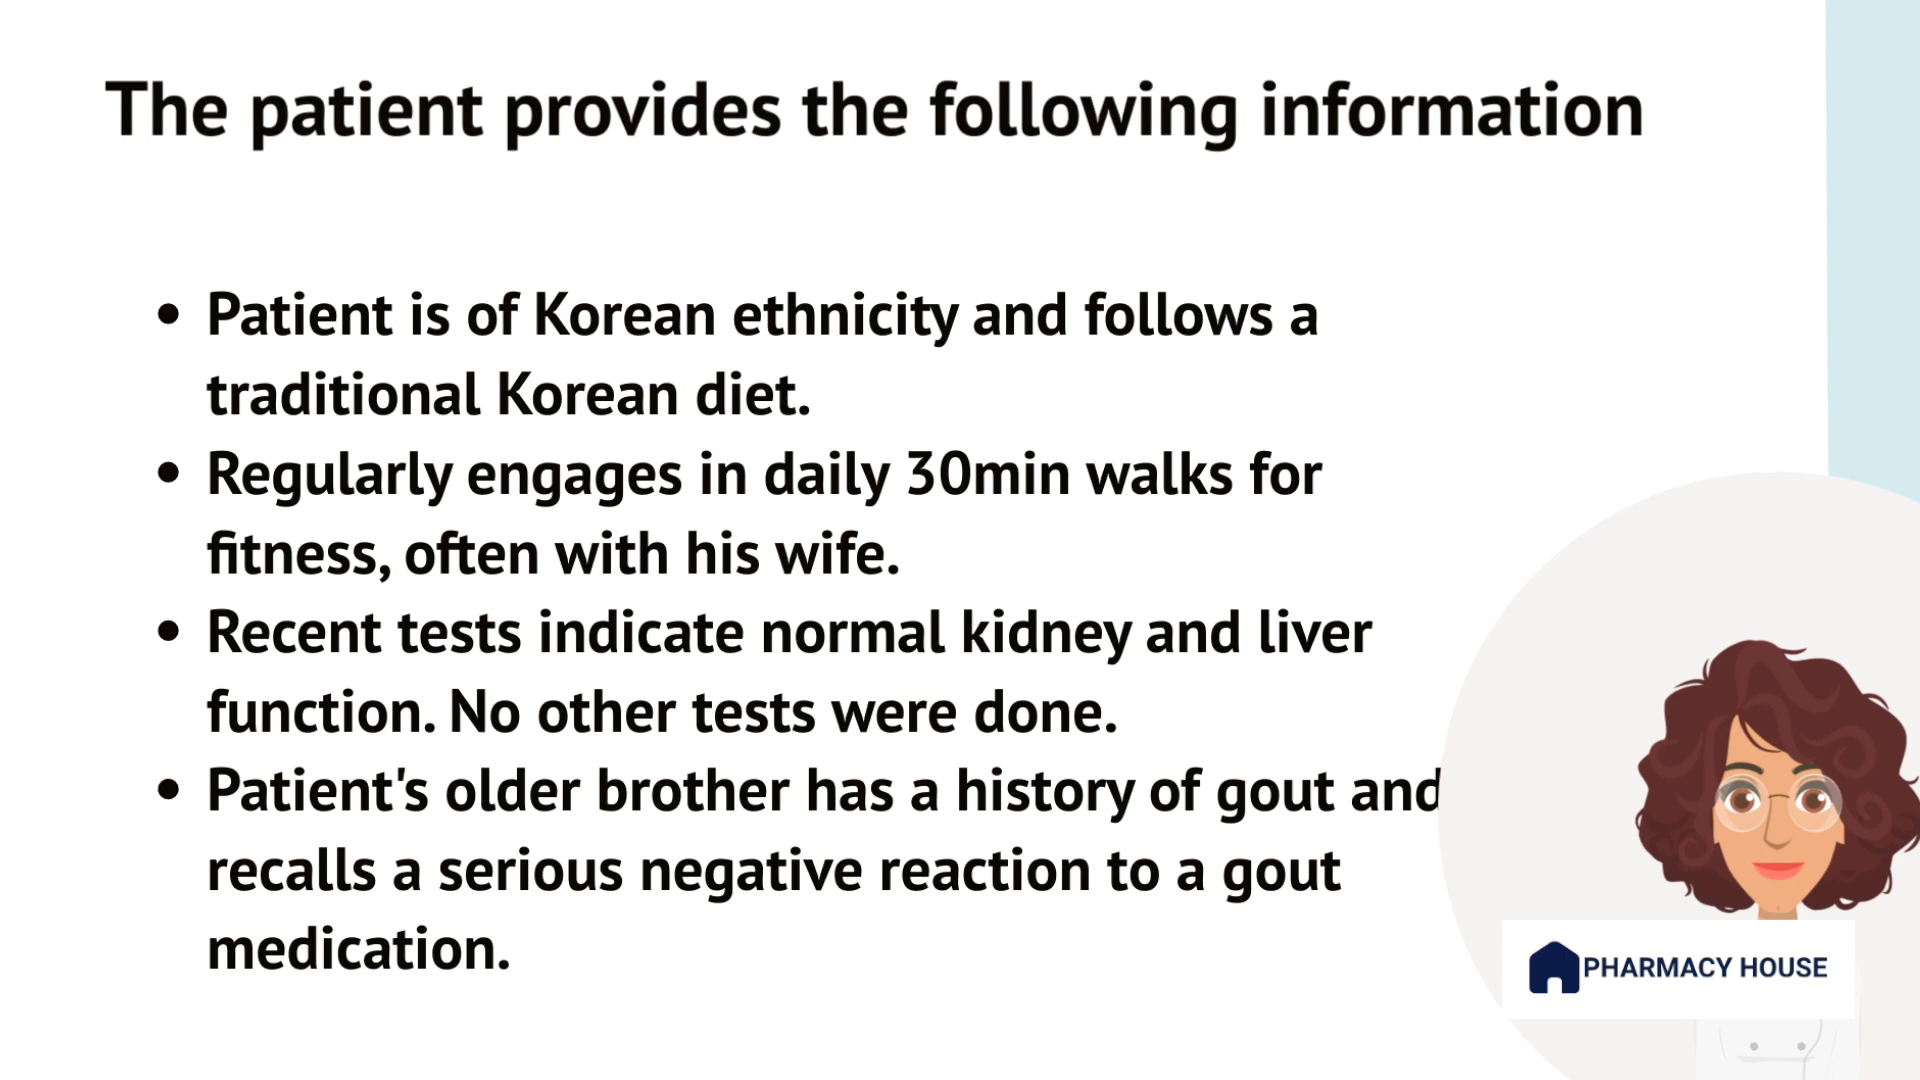 The patient provides the following information
• Patient is of Korean ethnicity and follows a
traditional Korean diet.
• Regularly engages in daily 30min walks for
fitness, often with his wife.
• Recent tests indicate normal kidney and liver
function. No other tests were done.
• Patient's older brother has a history of gout and
recalls a serious negative reaction to a gout
medication.
PHARMACY HOUSE